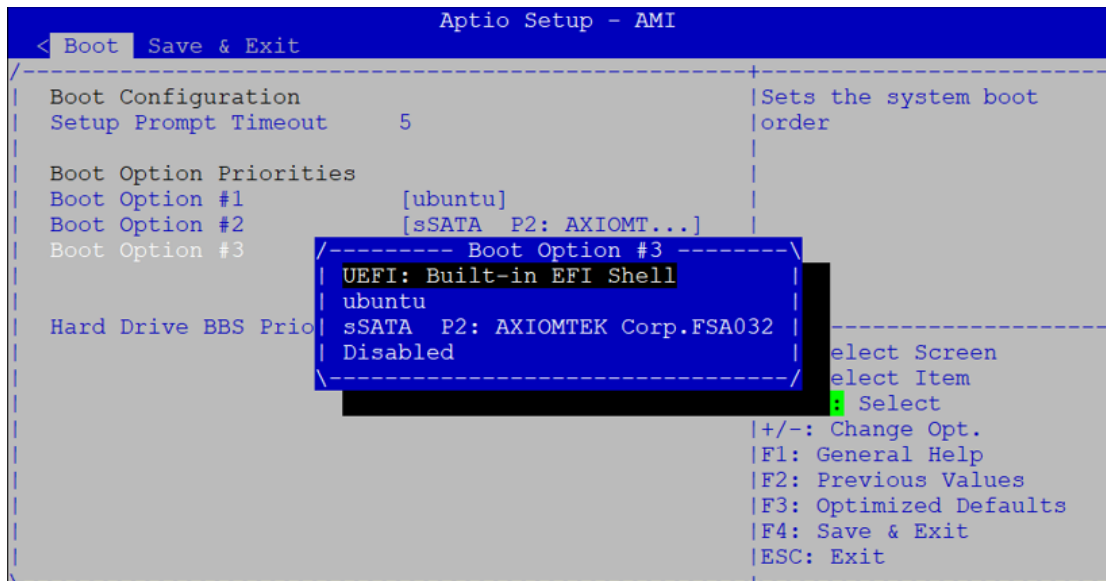 Aptio Setup - AMI
< Boot Save & Exit
Boot Configuration
Setup Prompt Timeout 5
Boot Option Priorities
Boot Option #1 [ubuntu]
Boot Option #2 [sSATA P2: AXIOMT...]
Boot Option #3
Hard Drive BBS Prio
Boot Option #3
UEFI: Built-in EFI Shell
ubuntu
sSATA P2: AXIOMTEK Corp.FSA032
Disabled
Sets the system boot
order
elect Screen
elect Item
: Select
+/-: Change Opt.
F1: General Help
F2: Previous Values
F3: Optimized Defaults
F4: Save & Exit
ESC: Exit